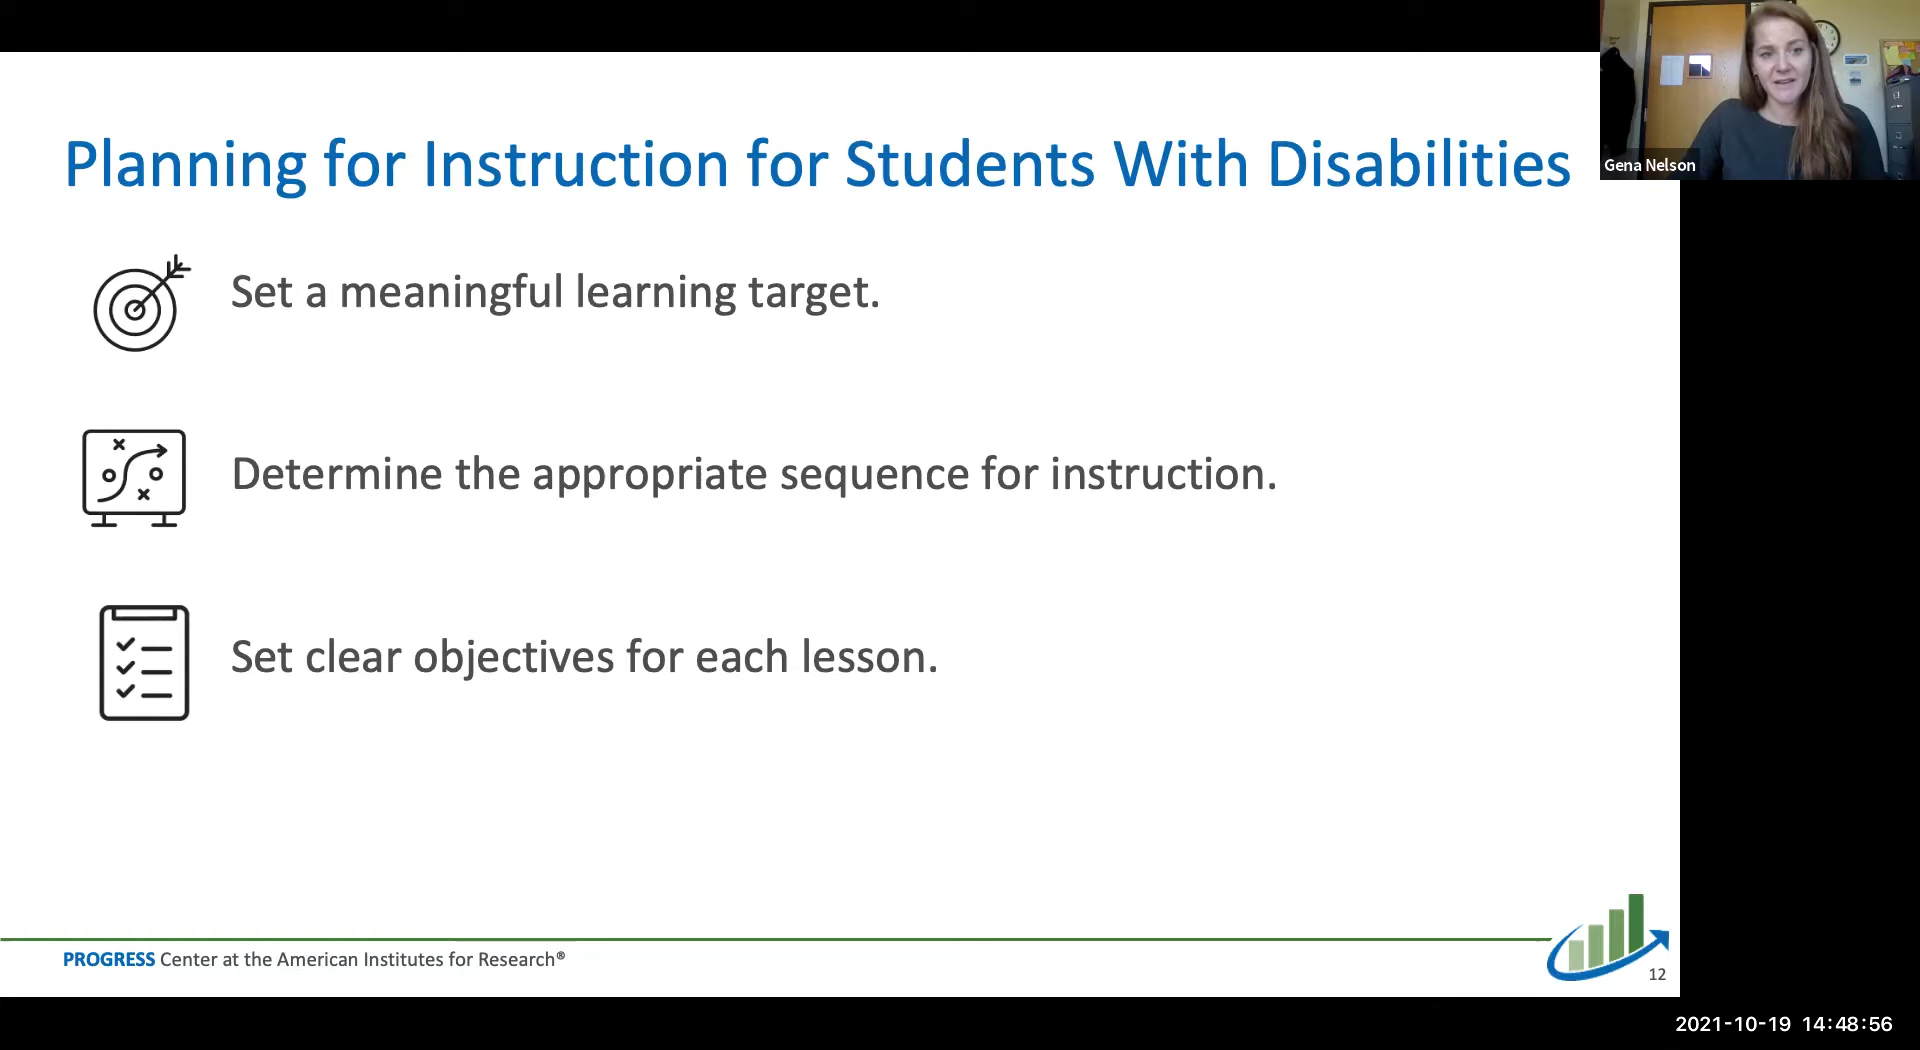 Planning for Instruction for Students With Disabilities
Gena Nelson
Set a meaningful learning target.
Determine the appropriate sequence for instruction.
Set clear objectives for each lesson.
PROGRESS Center at the American Institutes for Research®
12
2021-10-19 14:48:56